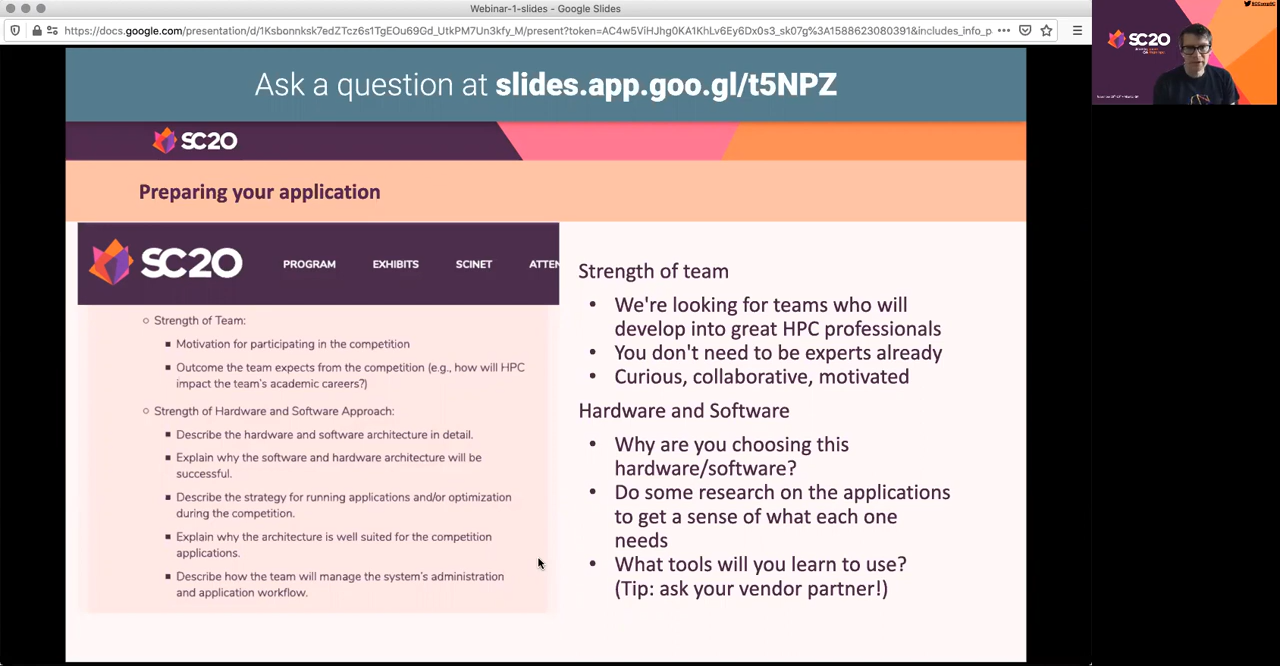 Webinar-1-slides - Google Slides
https://docs.google.com/presentation/d/1Ksbonnksk7edZTcz6s1TgEOu69Gd_UtkPM7Un3kfy_M/present?token=AC4w5ViHJhg0KA1KhLv6Ey6Dx0s3_sk07g%3A1588623080391&includes_info_p
Ask a question at slides.app.goo.gl/t5NPZ
SC20
Preparing your application
SC20 PROGRAM EXHIBITS SCINET ATTEN
Strength of Team:
Motivation for participating in the competition
Outcome the team expects from the competition (e.g., how will HPC
impact the team's academic careers?)
Strength of Hardware and Software Approach:
Describe the hardware and software architecture in detail.
Explain why the software and hardware architecture will be
successful.
Describe the strategy for running applications and/or optimization
during the competition.
Explain why the architecture is well suited for the competition
applications.
Describe how the team will manage the system's administration
and application workflow.
Strength of team
• We're looking for teams who will
develop into great HPC professionals
• You don't need to be experts already
• Curious, collaborative, motivated
Hardware and Software
• Why are you choosing this
hardware/software?
• Do some research on the applications
to get a sense of what each one
needs
• What tools will you learn to use?
(Tip: ask your vendor partner!)
SC20